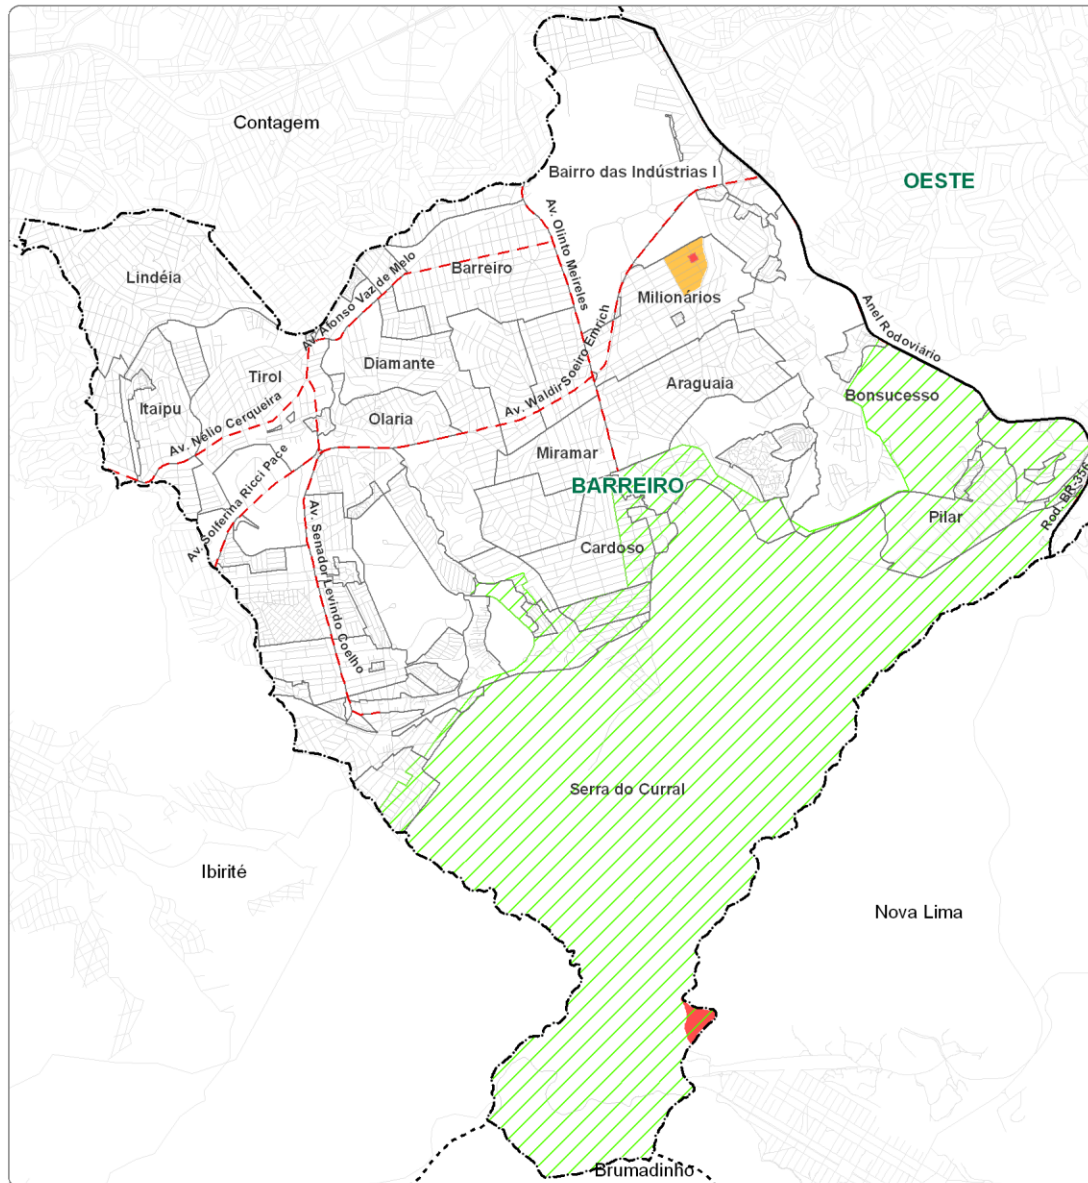 Contagem
OESTE
Bairro das Indústrias I
Av. Olinto Meireles
Lindéia
Av. Afonso Vaz de Melo
Barreiro
Milionários
Anel Rodoviário
Tirol
Diamante
Av. Waldir Soeiro Emrich
Araguaia
Bonsucesso
Itaipu
Av. Nélio Cerqueira
Olaria
Miramar
BARREIRO
Av. Solferina Ricci Pace
Av. Senador Levindo Coelho
Cardoso
Pilar
Rod. BR-356
Serra do Curral
Ibirité
Nova Lima
Brumadinho